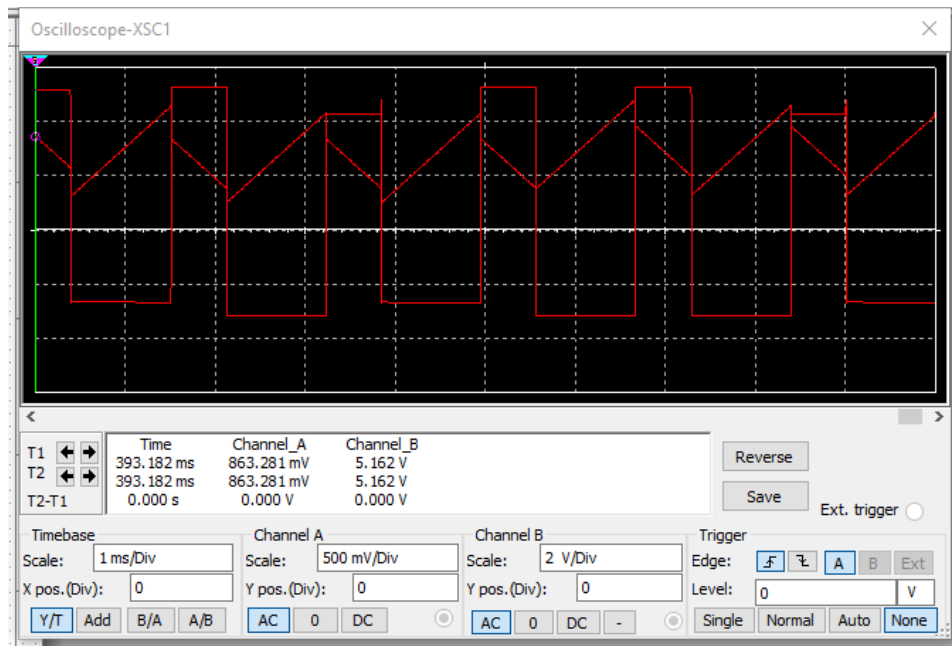 Oscilloscope-XSC1
Time Channel_A Channel_B
T1 393.182 ms 863.281 mV 5.162 V
T2 393.182 ms 863.281 mV 5.162 V
T2-T1 0.000 s 0.000 V 0.000 V
Reverse
Save
Ext. trigger
Timebase
Scale: 1 ms/Div
X pos.(Div): 0
Y/T Add B/A A/B
Channel A
Scale: 500 mV/Div
Y pos.(Div): 0
AC 0 DC
Channel B
Scale: 2 V/Div
Y pos.(Div): 0
AC 0 DC -
Trigger
Edge: A B Ext
Level: 0 V
Single Normal Auto None